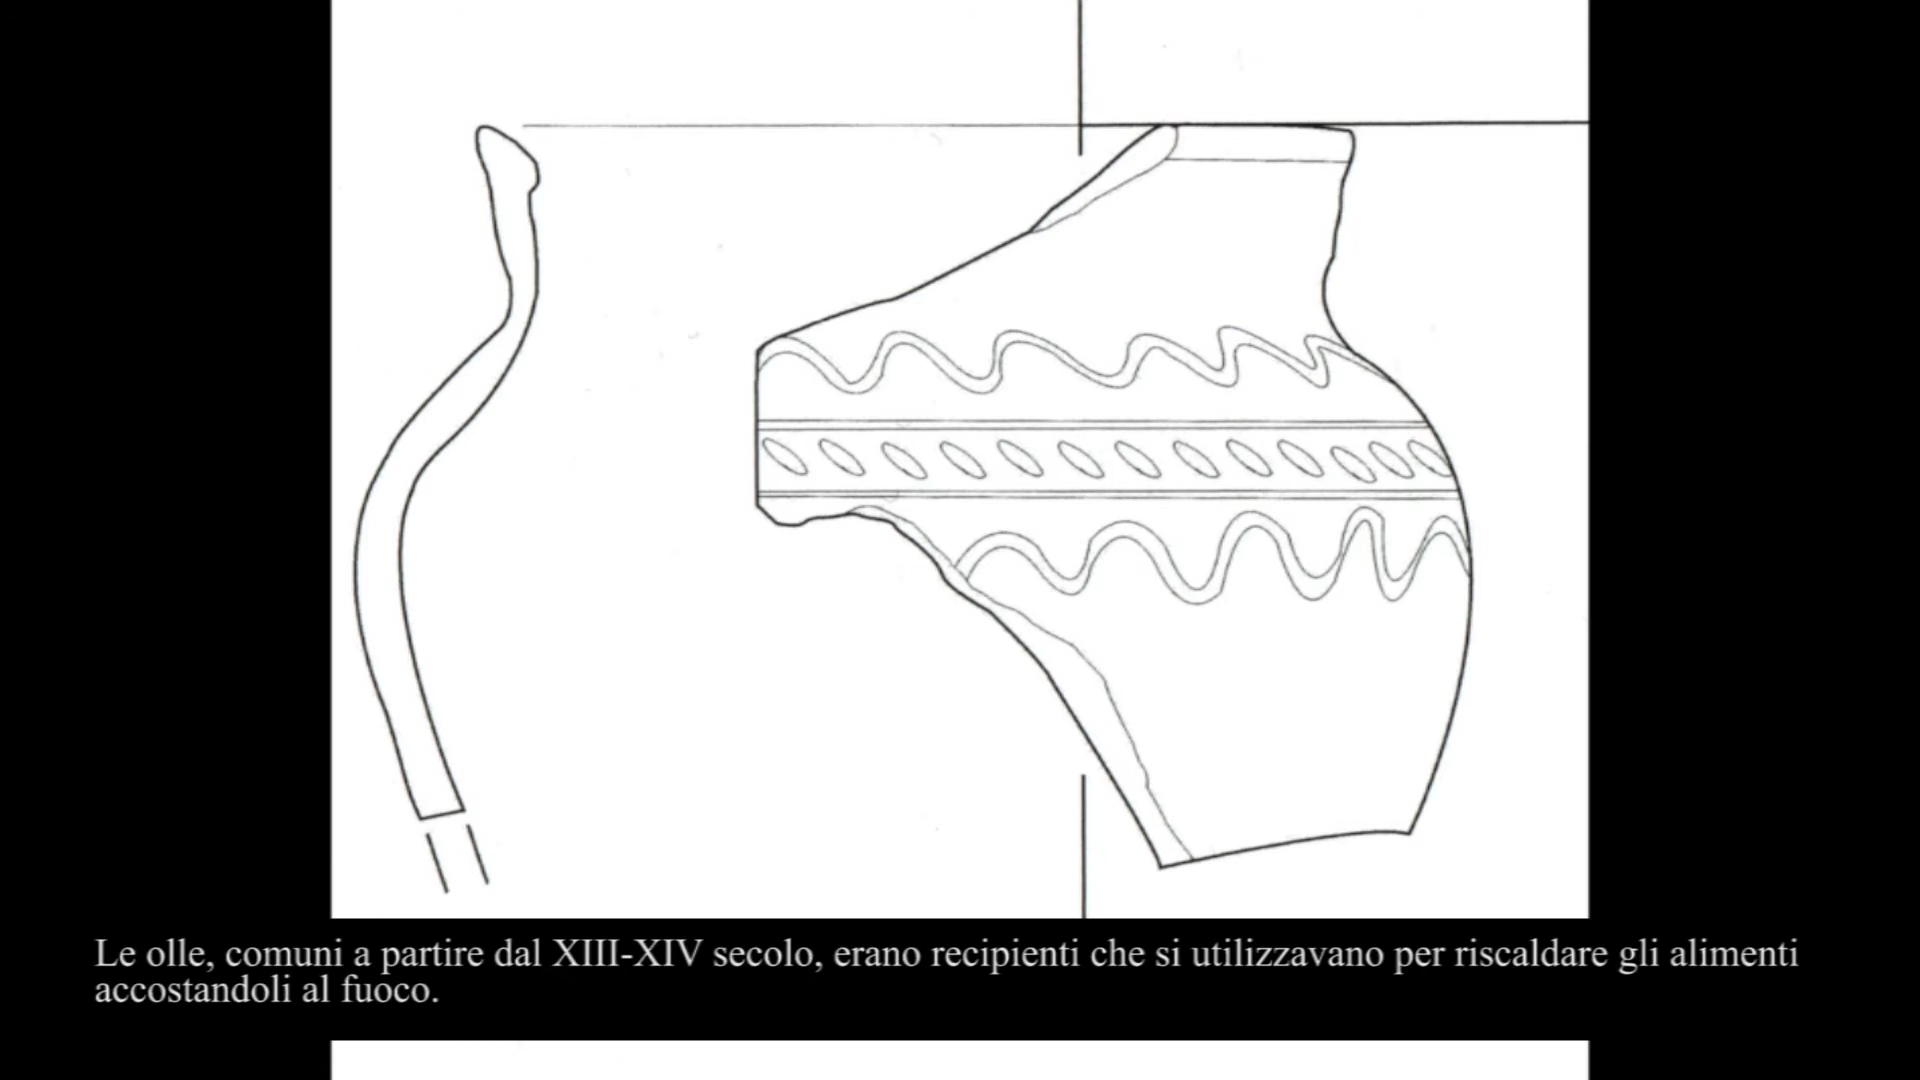 Le olle, comuni a partire dal XIII-XIV secolo, erano recipienti che si utilizzavano per riscaldare gli alimenti
accostandoli al fuoco.